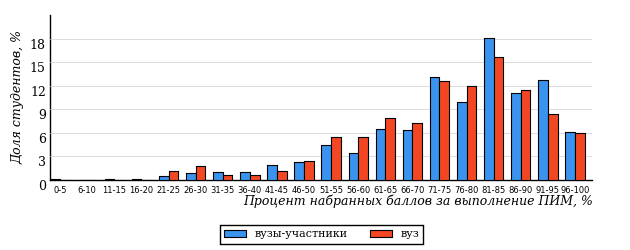 Доля студентов, %
18
15
12
9
6
3
0
0-5 6-10 11-15 16-20 21-25 26-30 31-35 36-40 41-45 46-50 51-55 56-60 61-65 66-70 71-75 76-80 81-85 86-90 91-95 96-100
Процент набранных баллов за выполнение ПИМ, %
вузы-участники вуз